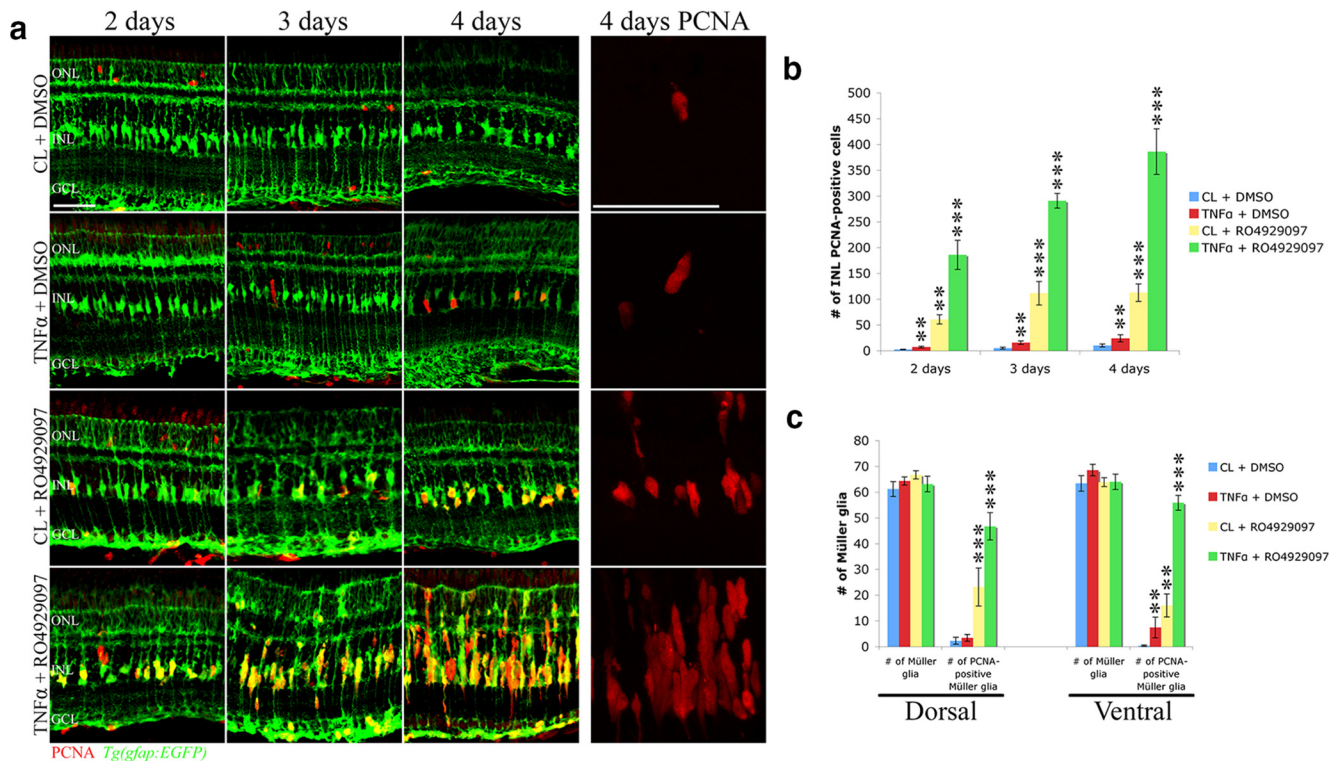 a
2 days
3 days
4 days
4 days PCNA
CL + DMSO
ONL
INL
GCL
TNFα + DMSO
ONL
INL
GCL
CL + RO4929097
ONL
INL
GCL
TNFα + RO4929097
ONL
INL
GCL
PCNA Tg(gfap:EGFP)
b
# of INL PCNA-positive cells
500
450
400
350
300
250
200
150
100
50
0
** ** ***
** *** ***
** *** ***
2 days
3 days
4 days
CL + DMSO
TNFα + DMSO
CL + RO4929097
TNFα + RO4929097
c
# of Müller glia
80
70
60
50
40
30
20
10
0
*** ***
** ** ***
# of Müller
glia
# of PCNA-
positive
Müller glia
# of Müller
glia
# of PCNA-
positive
Müller glia
Dorsal
Ventral
CL + DMSO
TNFα + DMSO
CL + RO4929097
TNFα + RO4929097